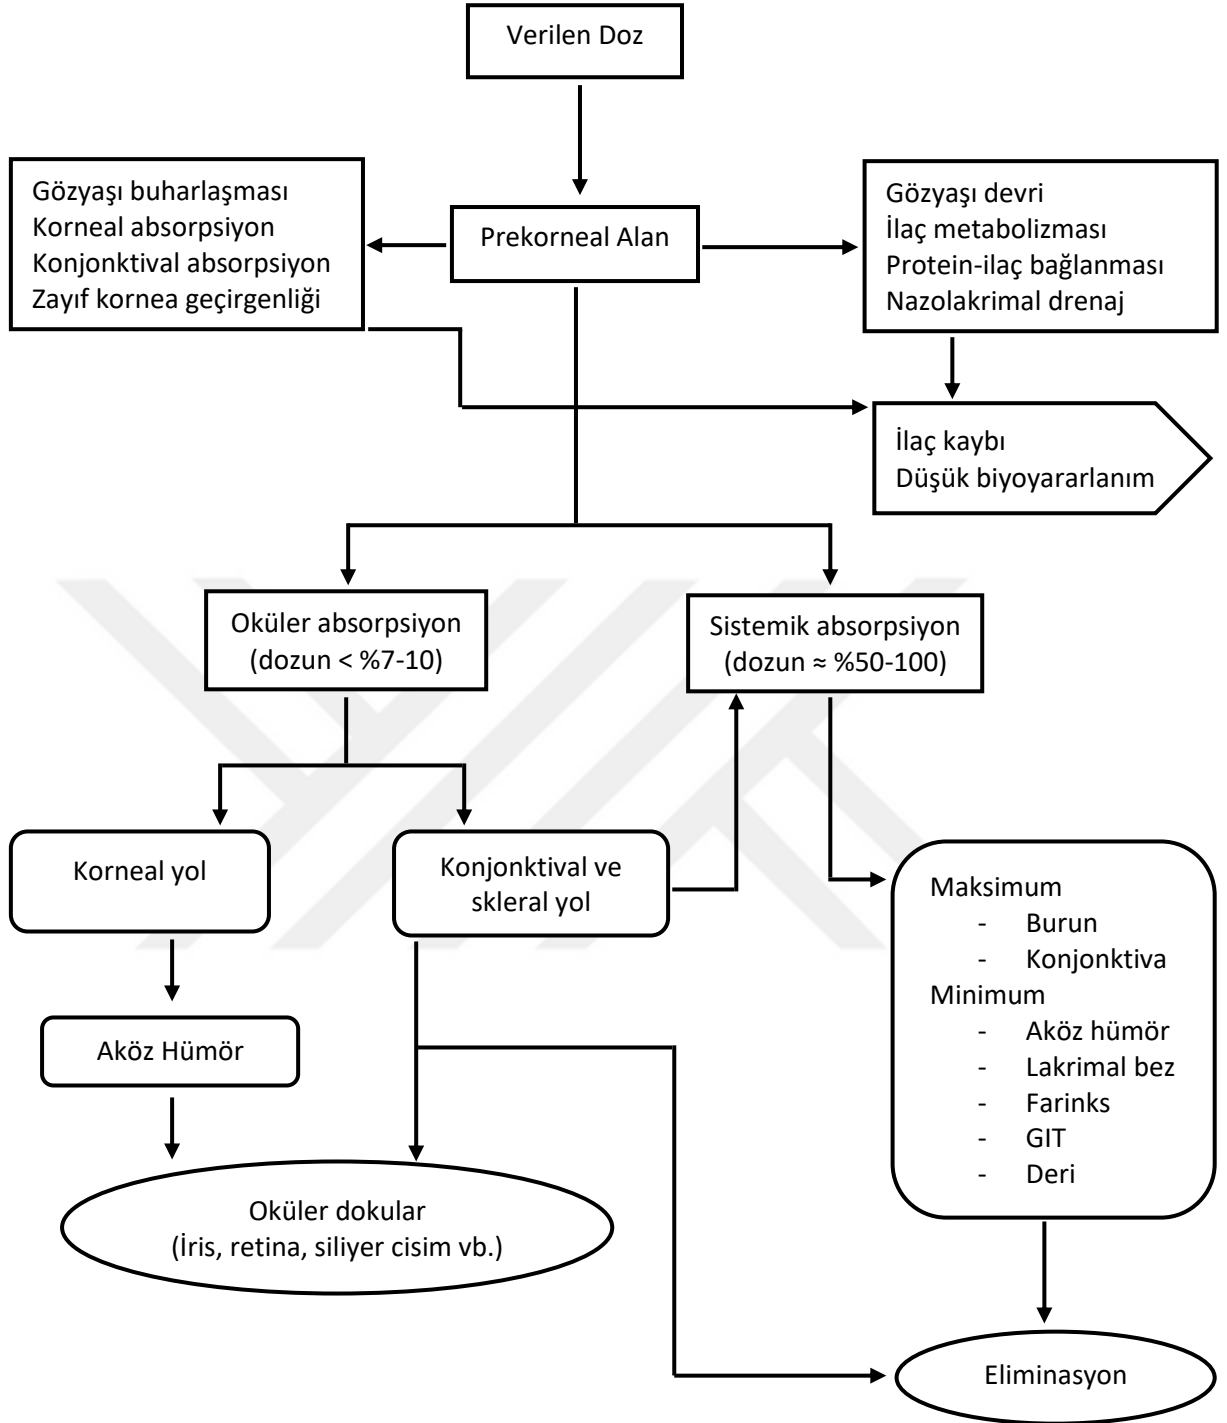 Verilen Doz
Gözyaşı buharlaşması
Korneal absorpsiyon
Konjonktival absorpsiyon
Zayıf kornea geçirgenliği
Prekorneal Alan
Gözyaşı devri
İlaç metabolizması
Protein-ilaç bağlanması
Nazolakrimal drenaj
İlaç kaybı
Düşük biyoyararlanım
Oküler absorpsiyon
(dozun < %7-10)
Sistemik absorpsiyon
(dozun ≈ %50-100)
Korneal yol
Konjonktival ve
skleral yol
Maksimum
- Burun
- Konjonktiva
Minimum
- Aköz hümör
- Lakrimal bez
- Farinks
- GIT
- Deri
Aköz Hümör
Oküler dokular
(İris, retina, siliyer cisim vb.)
Eliminasyon